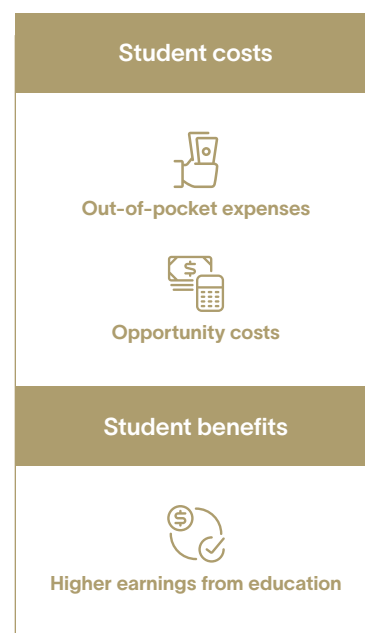 Student costs
Out-of-pocket expenses
$
Opportunity costs
Student benefits
$
Higher earnings from education